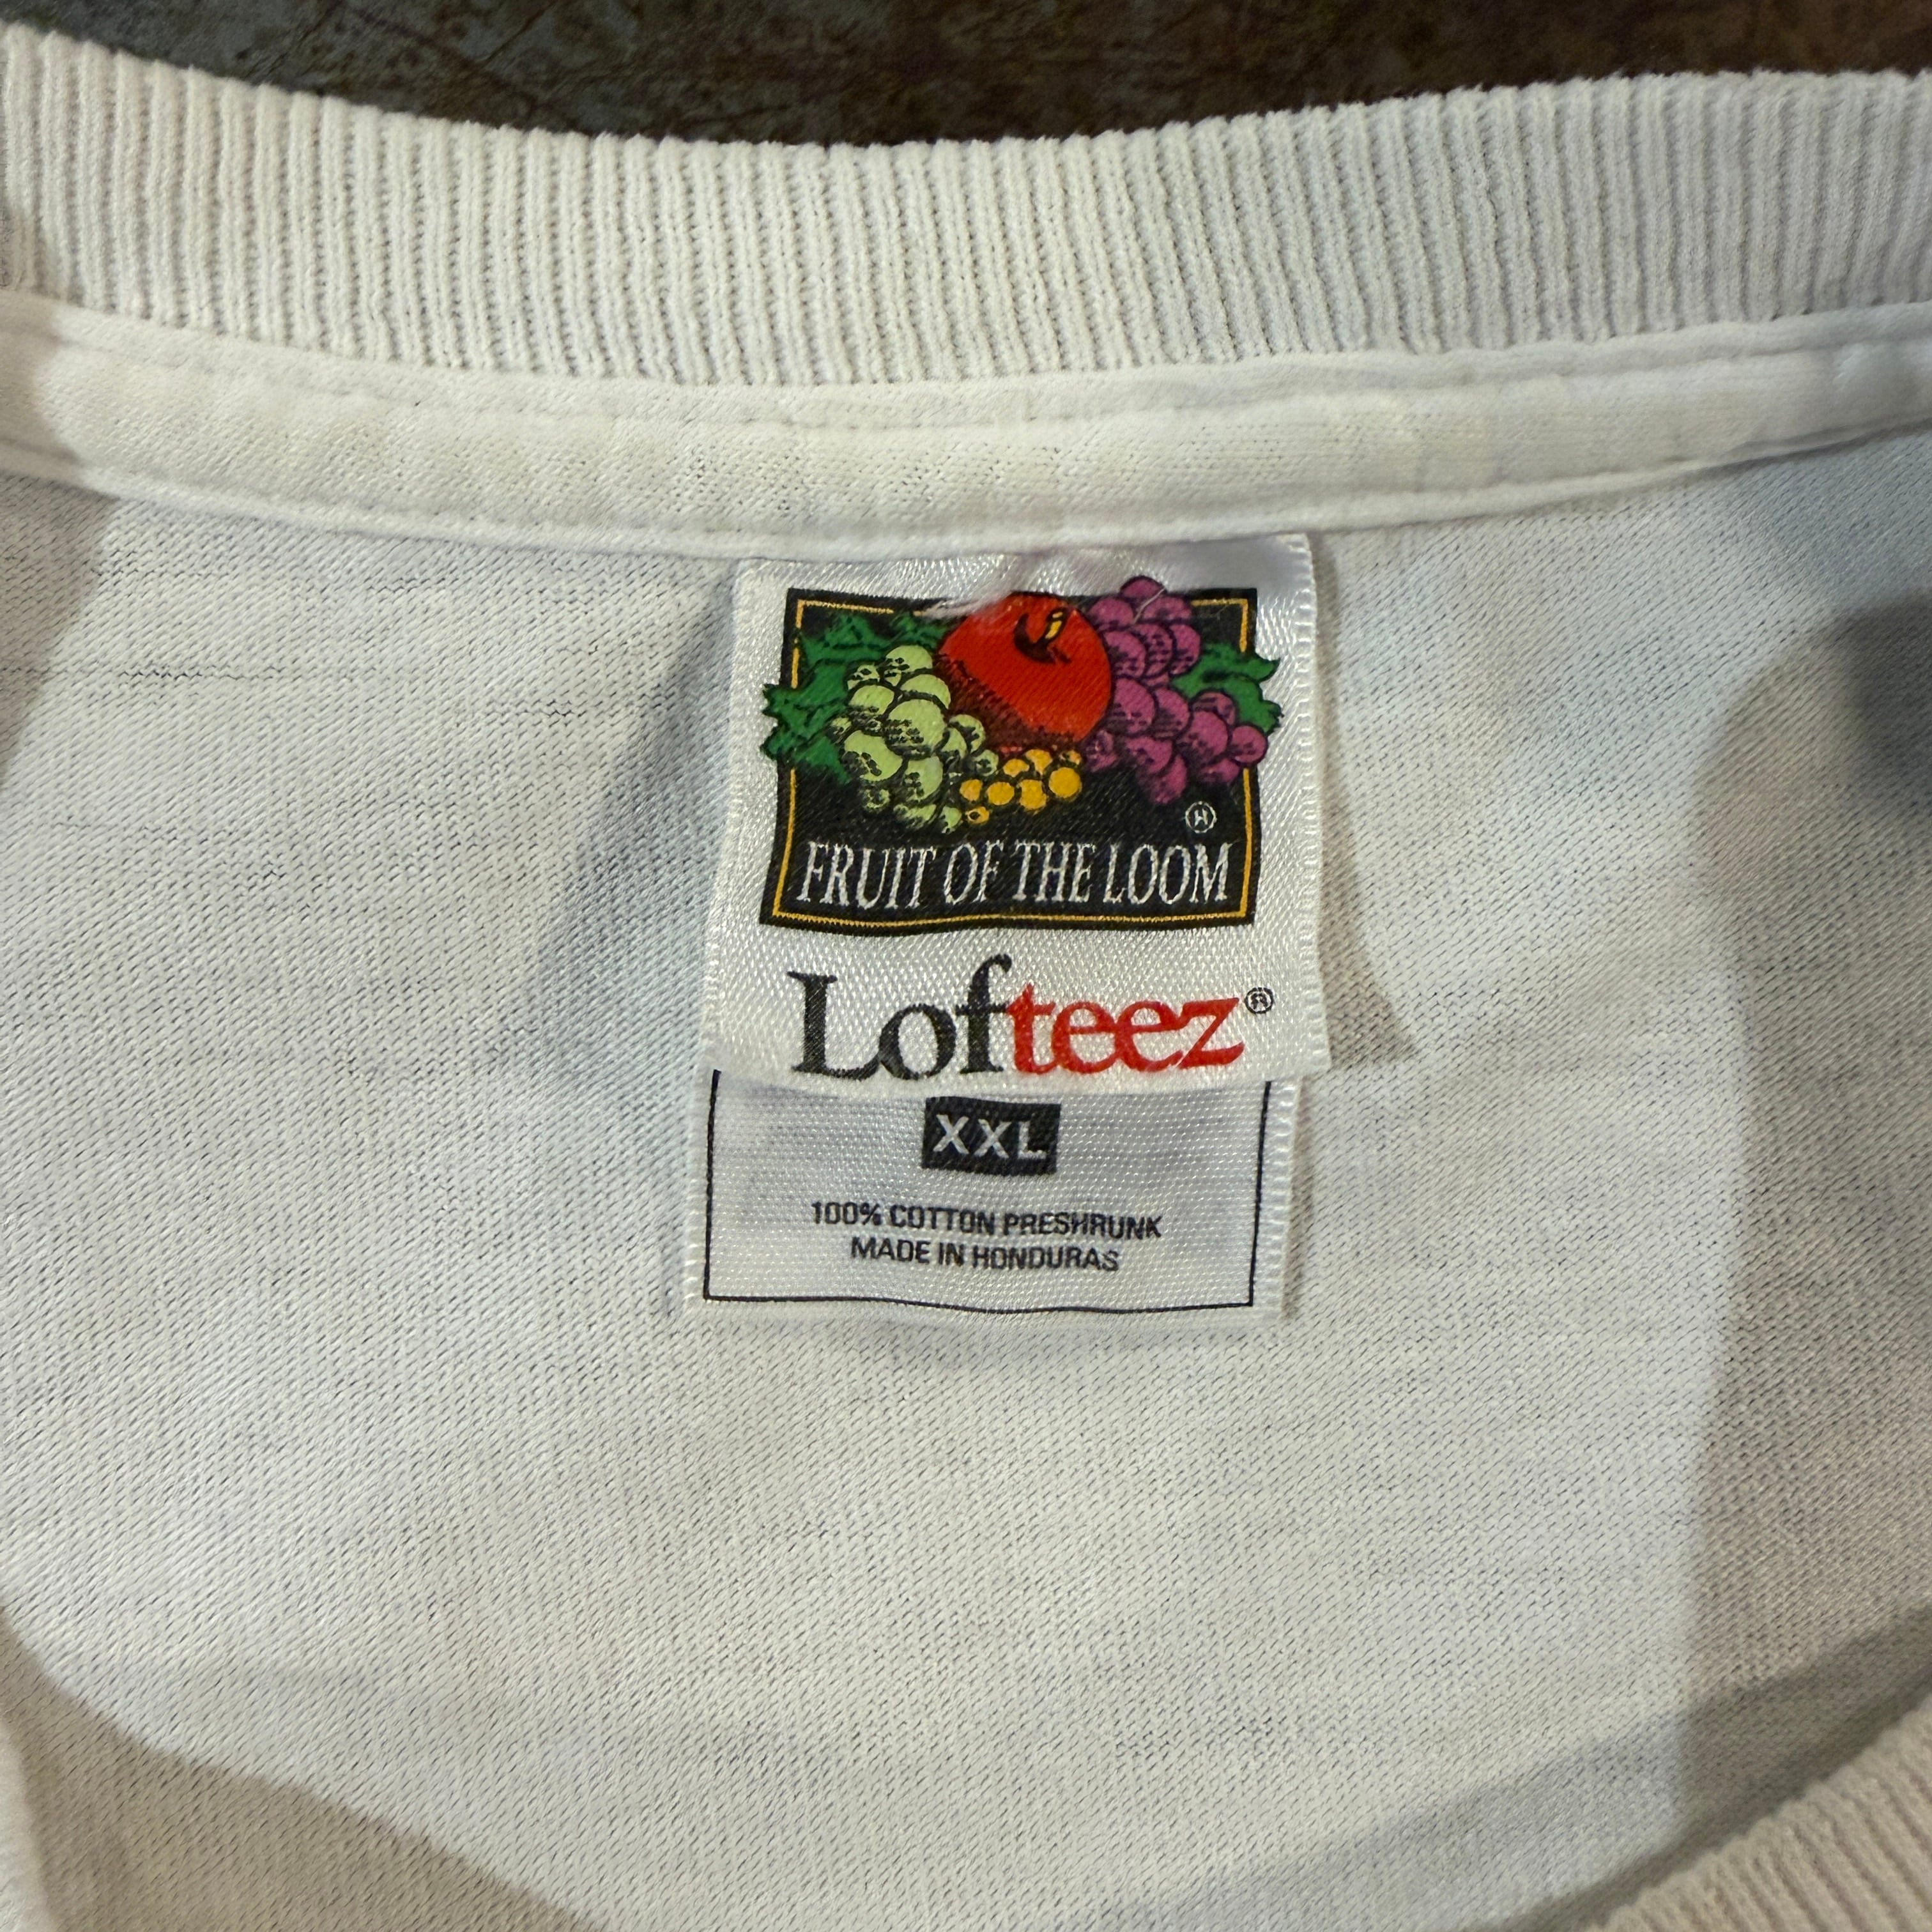 ®
FRUIT OF THE LOOM
Lofteez®
XXL
100% COTTON PRESHRUNK
MADE IN HONDURAS